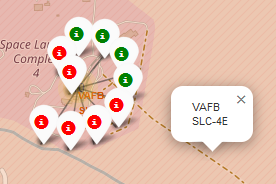 Space La
Comple
4
VAFB
S
VAFB
SLC-4E
×